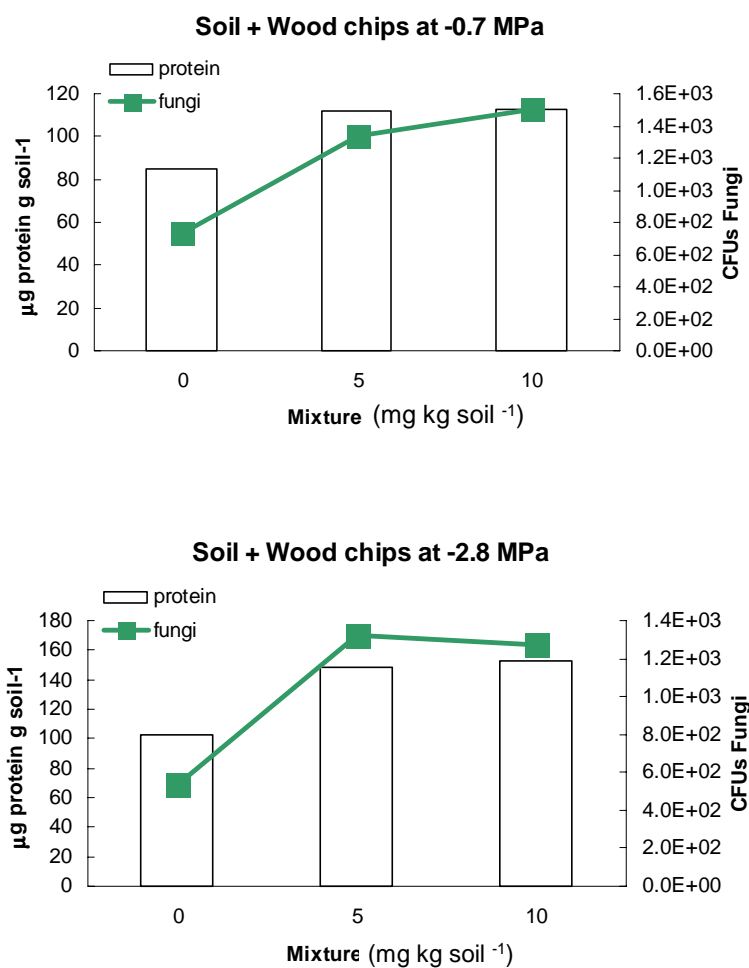 Soil + Wood chips at -0.7 MPa
protein
fungi
120
100
80
60
40
20
0
µg protein g soil-1
1.6E+03
1.4E+03
1.2E+03
1.0E+03
8.0E+02
6.0E+02
4.0E+02
2.0E+02
0.0E+00
CFUs Fungi
0 5 10
Mixture (mg kg soil -1)
Soil + Wood chips at -2.8 MPa
protein
fungi
180
160
140
120
100
80
60
40
20
0
µg protein g soil-1
1.4E+03
1.2E+03
1.0E+03
8.0E+02
6.0E+02
4.0E+02
2.0E+02
0.0E+00
CFUs Fungi
0 5 10
Mixture (mg kg soil -1)